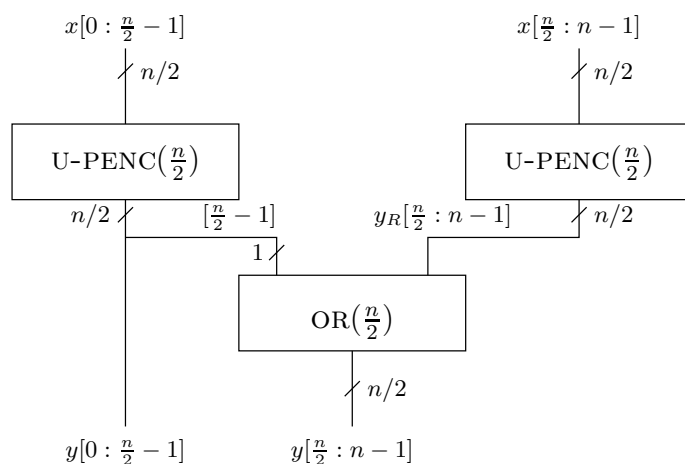 x[0 : n/2 − 1]
x[n/2 : n − 1]
n/2
n/2
U-PENC(n/2)
U-PENC(n/2)
n/2
[n/2 − 1]
y_R[n/2 : n − 1]
n/2
1
OR(n/2)
n/2
y[0 : n/2 − 1]
y[n/2 : n − 1]